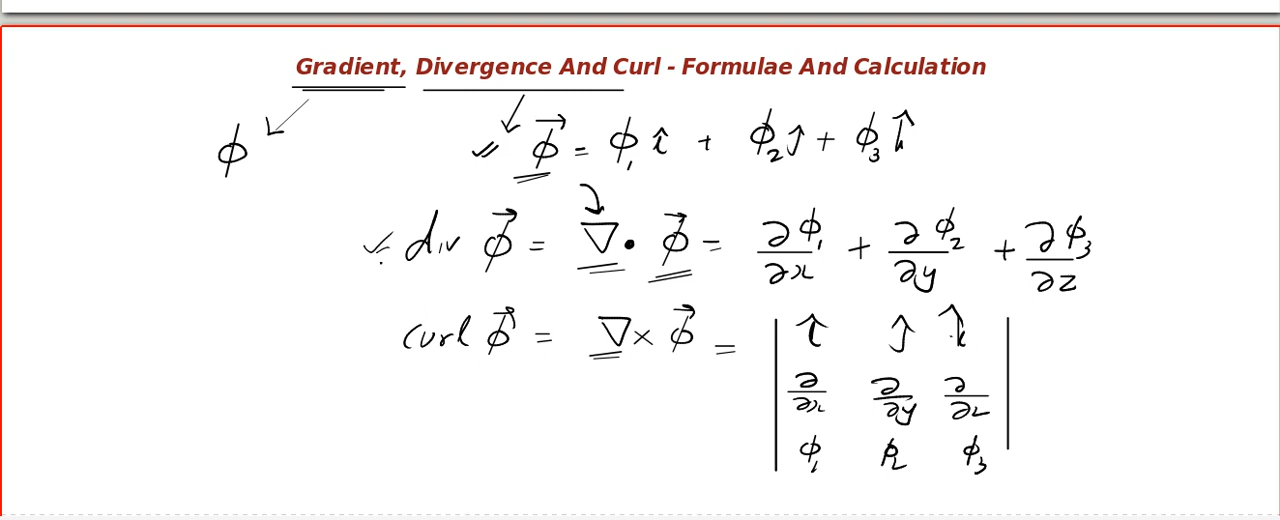 Gradient, Divergence And Curl - Formulae And Calculation
ϕ ϕ⃗ = ϕ₁ î + ϕ₂ ĵ + ϕ₃ k̂
div ϕ⃗ = ∇ • ϕ⃗ = ∂ϕ₁/∂x + ∂ϕ₂/∂y + ∂ϕ₃/∂z
curl ϕ⃗ = ∇ × ϕ⃗ = | î ĵ k̂ |
∂/∂x ∂/∂y ∂/∂z
ϕ₁ ϕ₂ ϕ₃